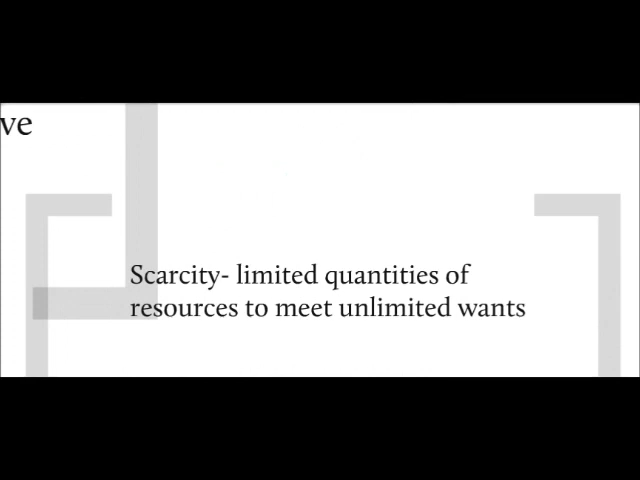 ve
Scarcity- limited quantities of
resources to meet unlimited wants